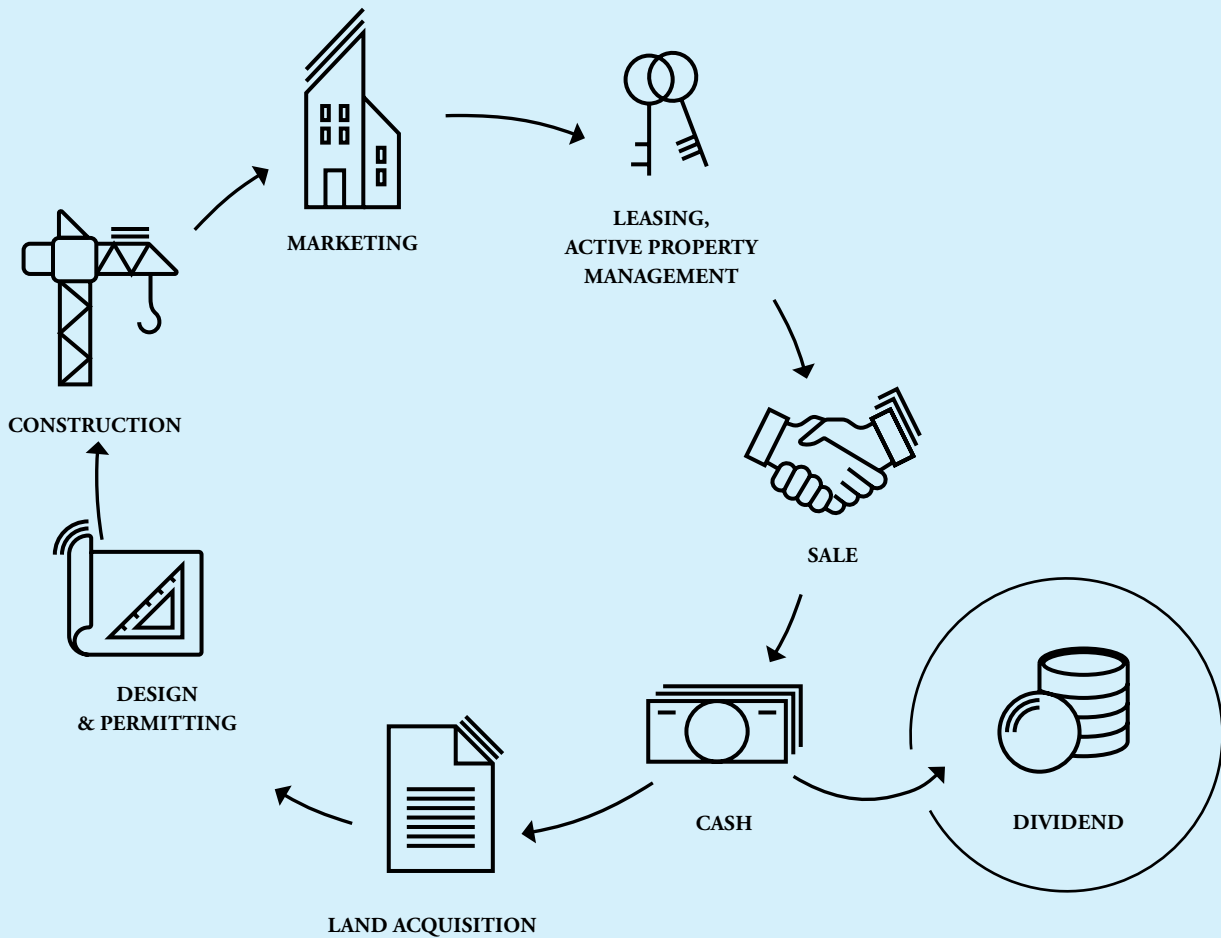 MARKETING
LEASING,
ACTIVE PROPERTY
MANAGEMENT
CONSTRUCTION
SALE
DESIGN
& PERMITTING
CASH
DIVIDEND
LAND ACQUISITION